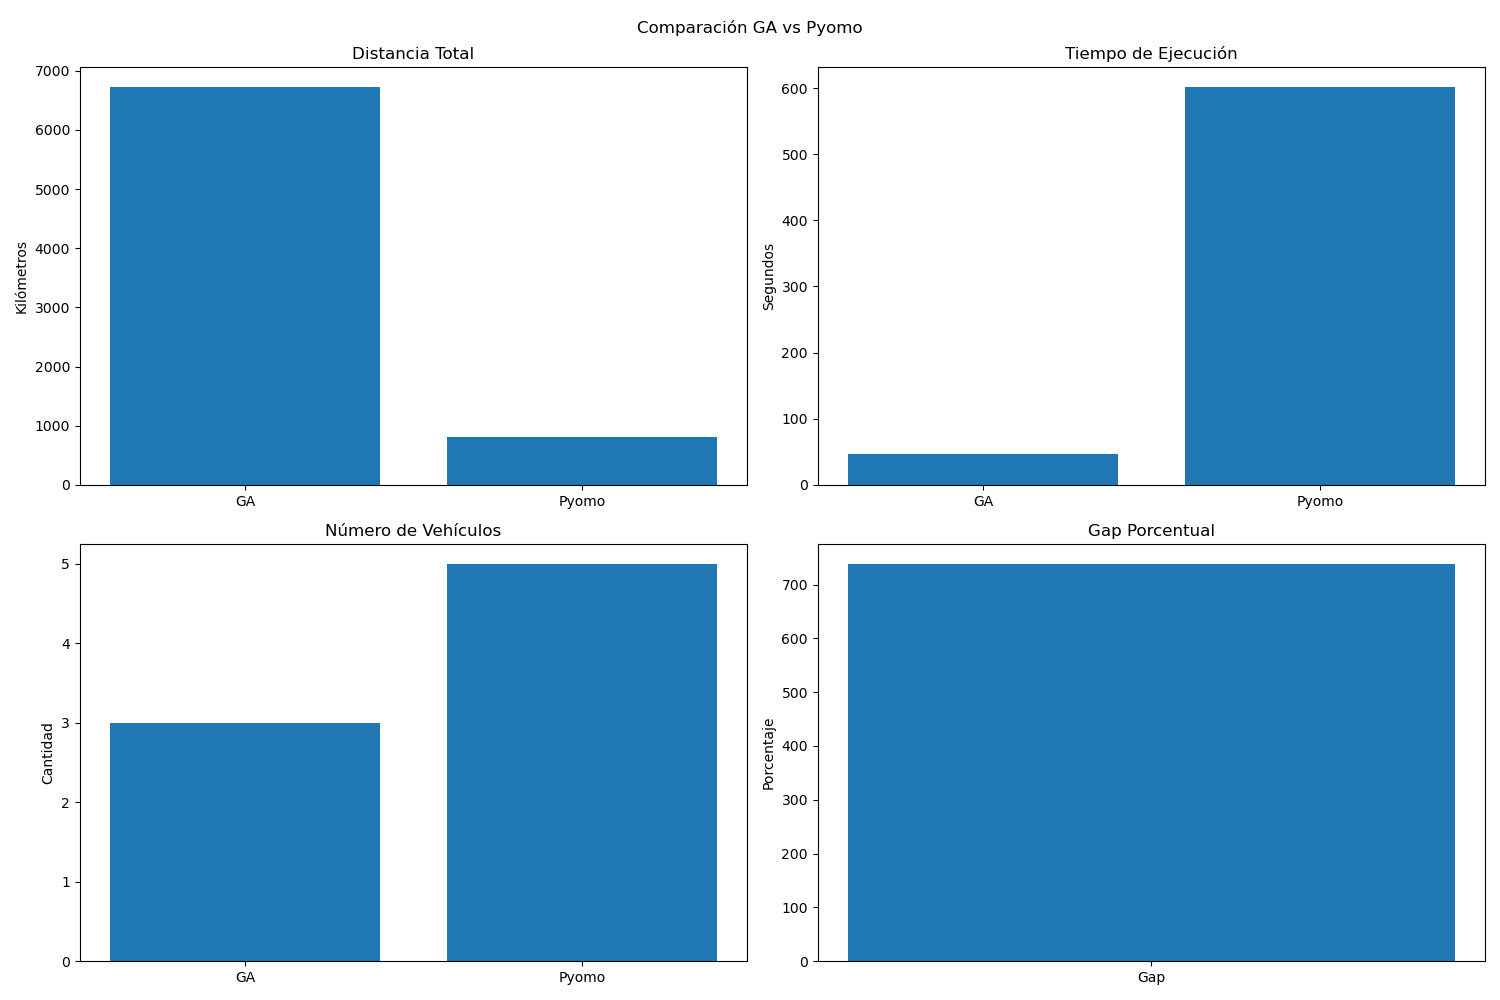 Comparación GA vs Pyomo
Distancia Total
7000
6000
5000
4000
3000
2000
1000
0
Kilómetros
GA
Pyomo
Tiempo de Ejecución
600
500
400
300
200
100
0
Segundos
GA
Pyomo
Número de Vehículos
5
4
3
2
1
0
Cantidad
GA
Pyomo
Gap Porcentual
700
600
500
400
300
200
100
0
Porcentaje
Gap